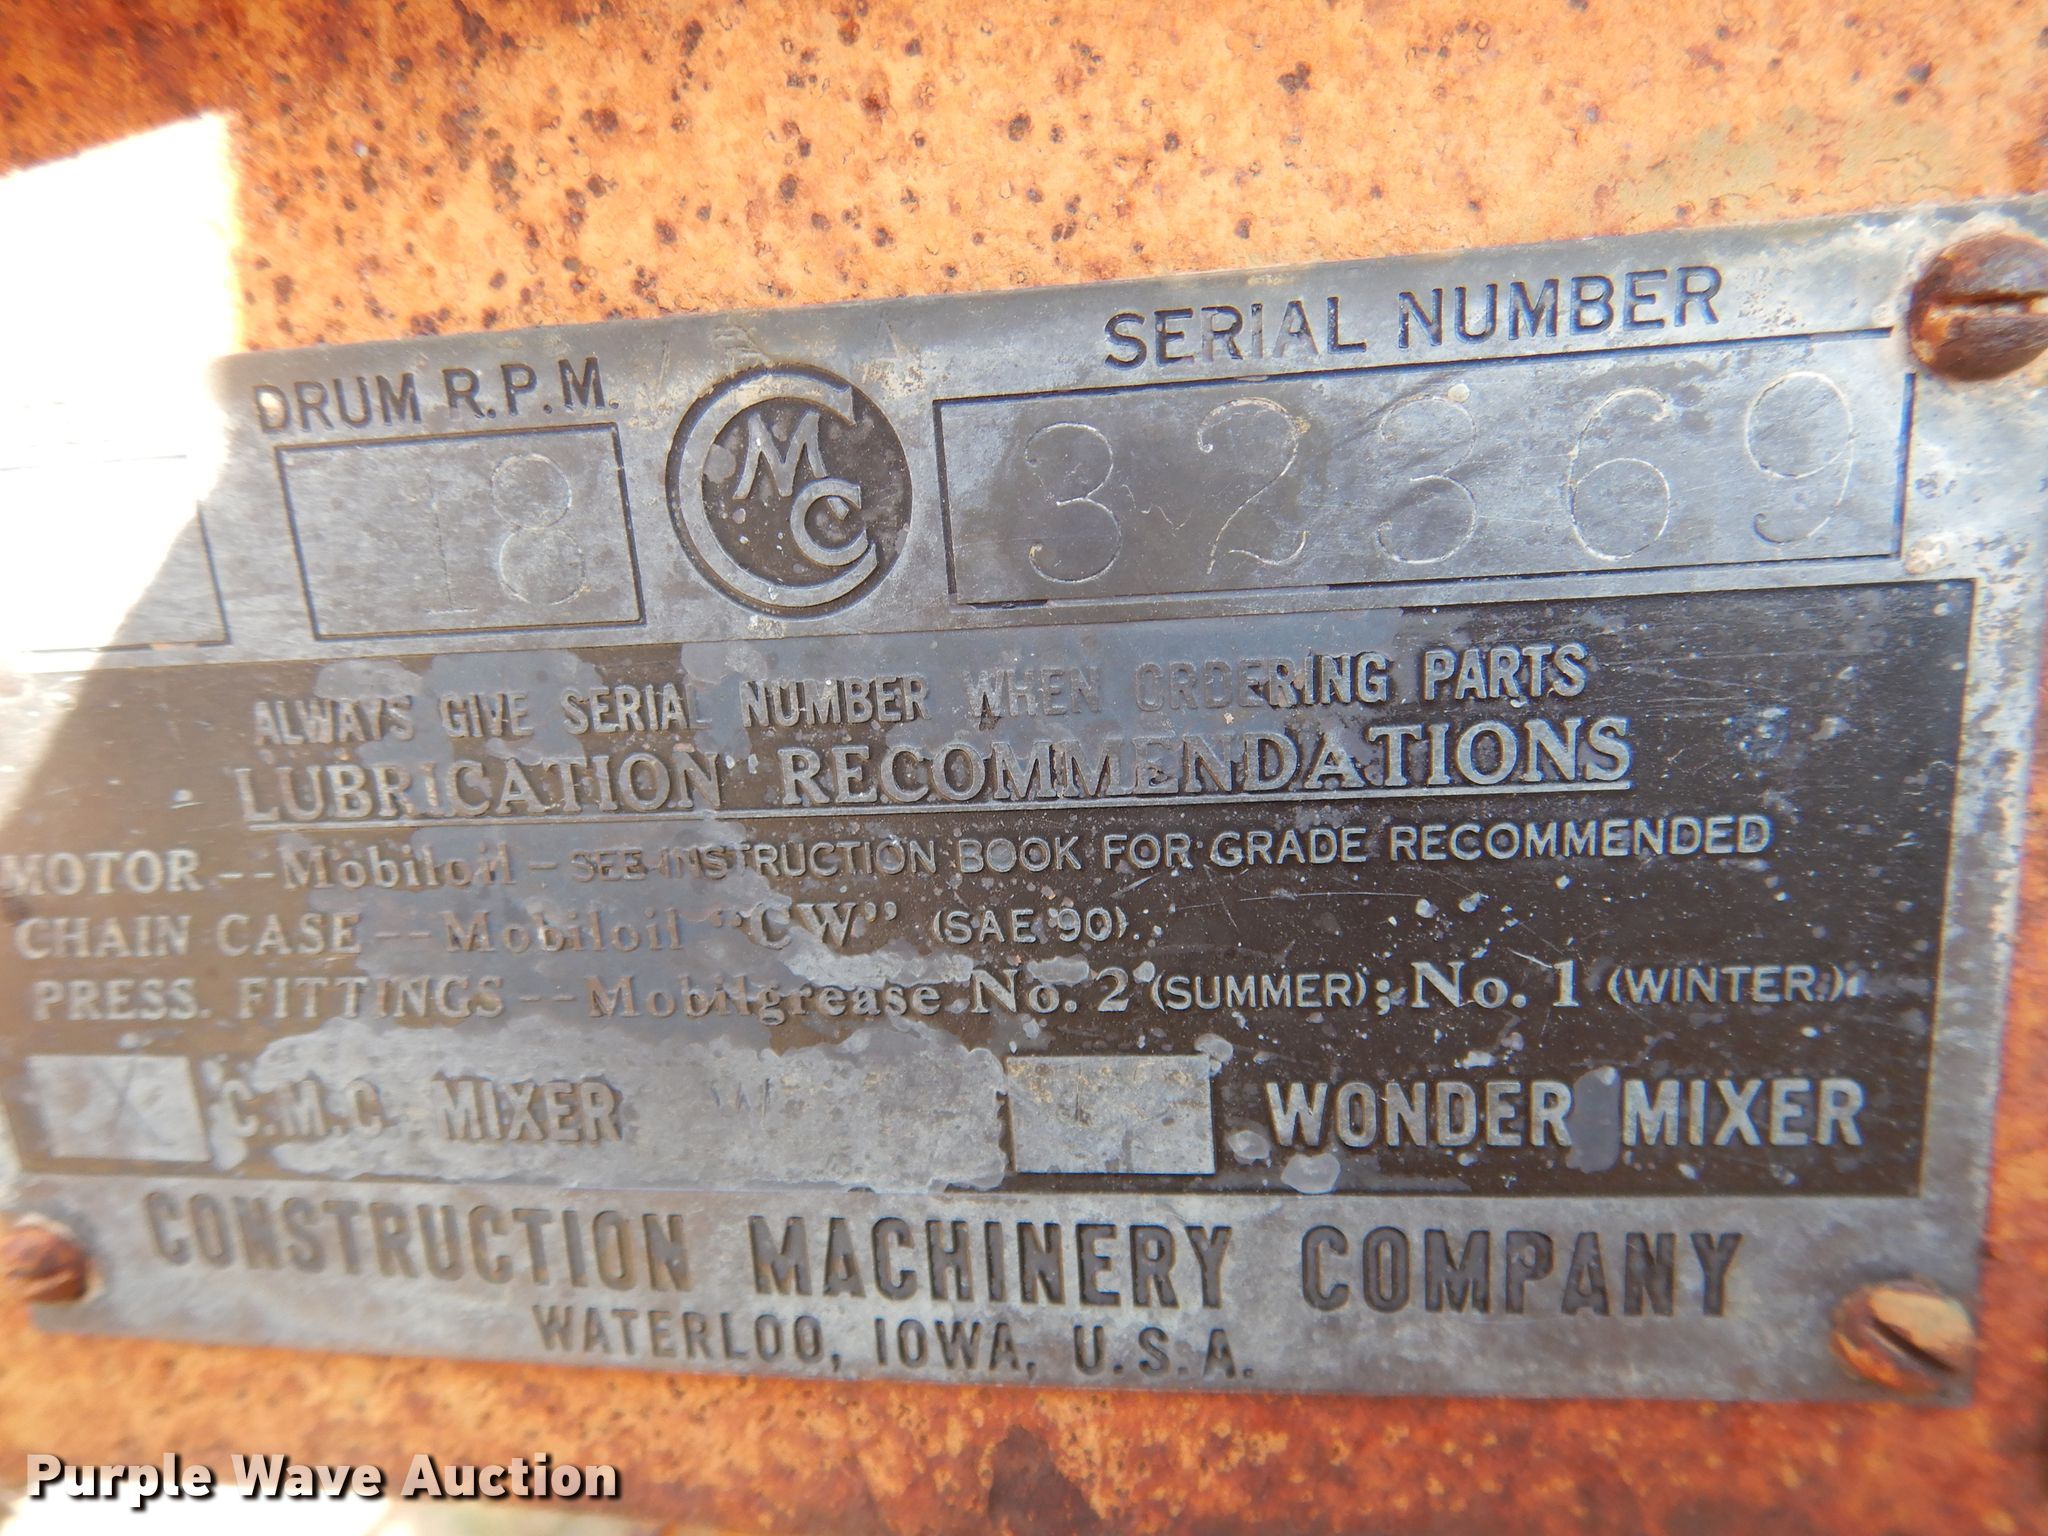 DRUM R.P.M.
18
CMC
SERIAL NUMBER
32369
ALWAYS GIVE SERIAL NUMBER WHEN ORDERING PARTS
LUBRICATION RECOMMENDATIONS
MOTOR -- Mobiloil - SEE INSTRUCTION BOOK FOR GRADE RECOMMENDED
CHAIN CASE -- Mobiloil "CW" (SAE 90).
PRESS. FITTINGS -- Mobilgrease No. 2 (SUMMER); No. 1 (WINTER).
X C.M.C. MIXER WONDER MIXER
CONSTRUCTION MACHINERY COMPANY
WATERLOO, IOWA, U.S.A.
Purple Wave Auction